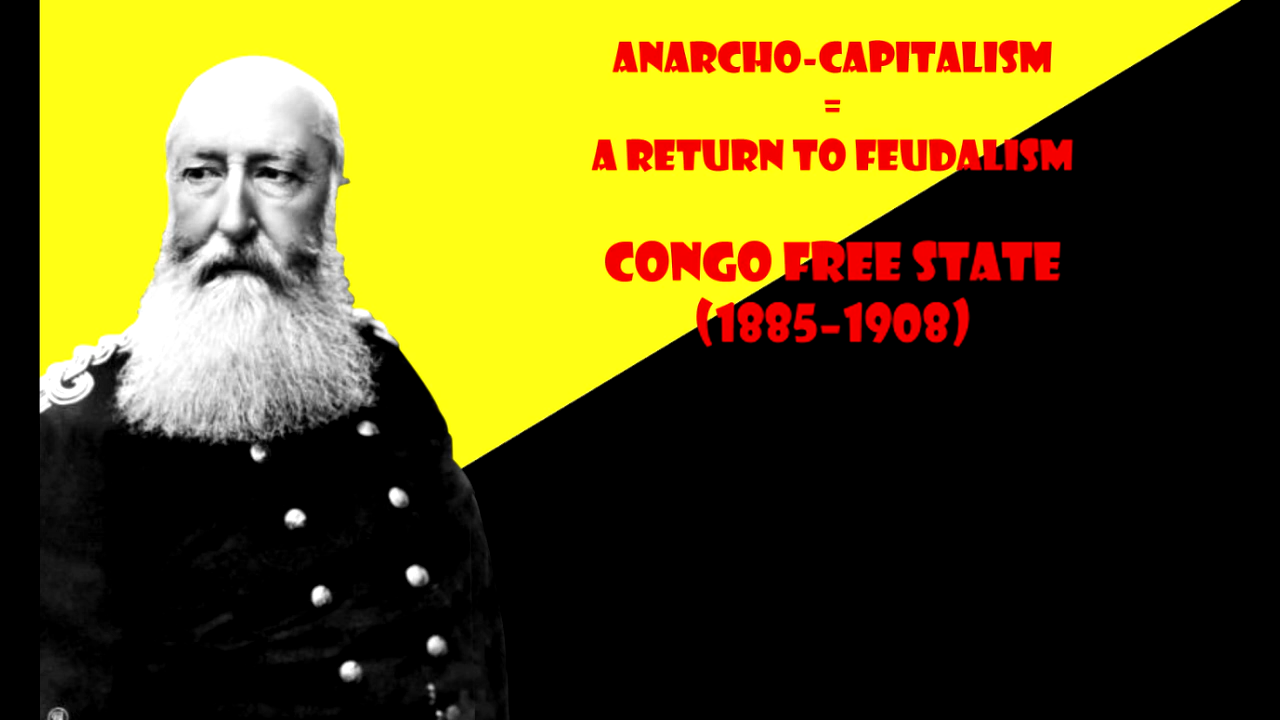 ANARCHO-CAPITALISM
=
A RETURN TO FEUDALISM
CONGO FREE STATE
(1885-1908)